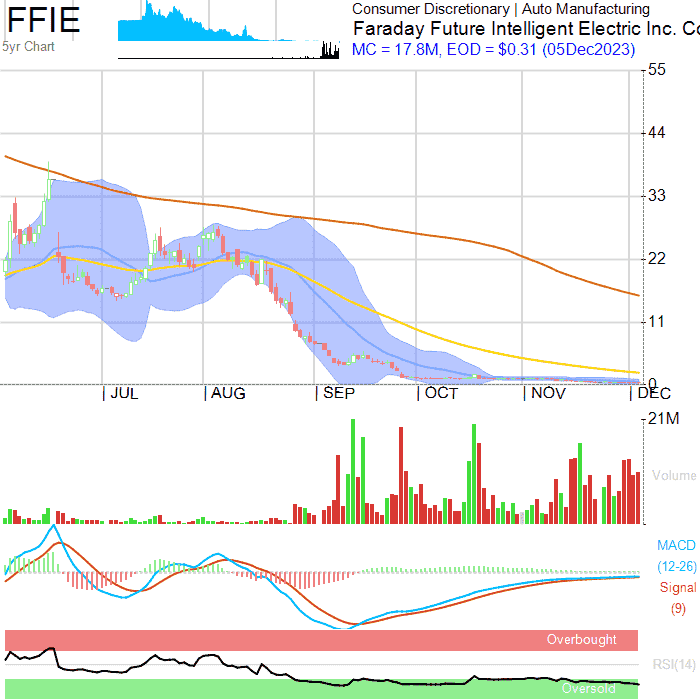 FFIE
5yr Chart
Consumer Discretionary | Auto Manufacturing
Faraday Future Intelligent Electric Inc. Co
MC = 17.8M, EOD = $0.31 (05Dec2023)
55
44
33
22
11
0
JUL AUG SEP OCT NOV DEC
21M
Volume
MACD
(12-26)
Signal
(9)
Overbought
RSI(14)
Oversold